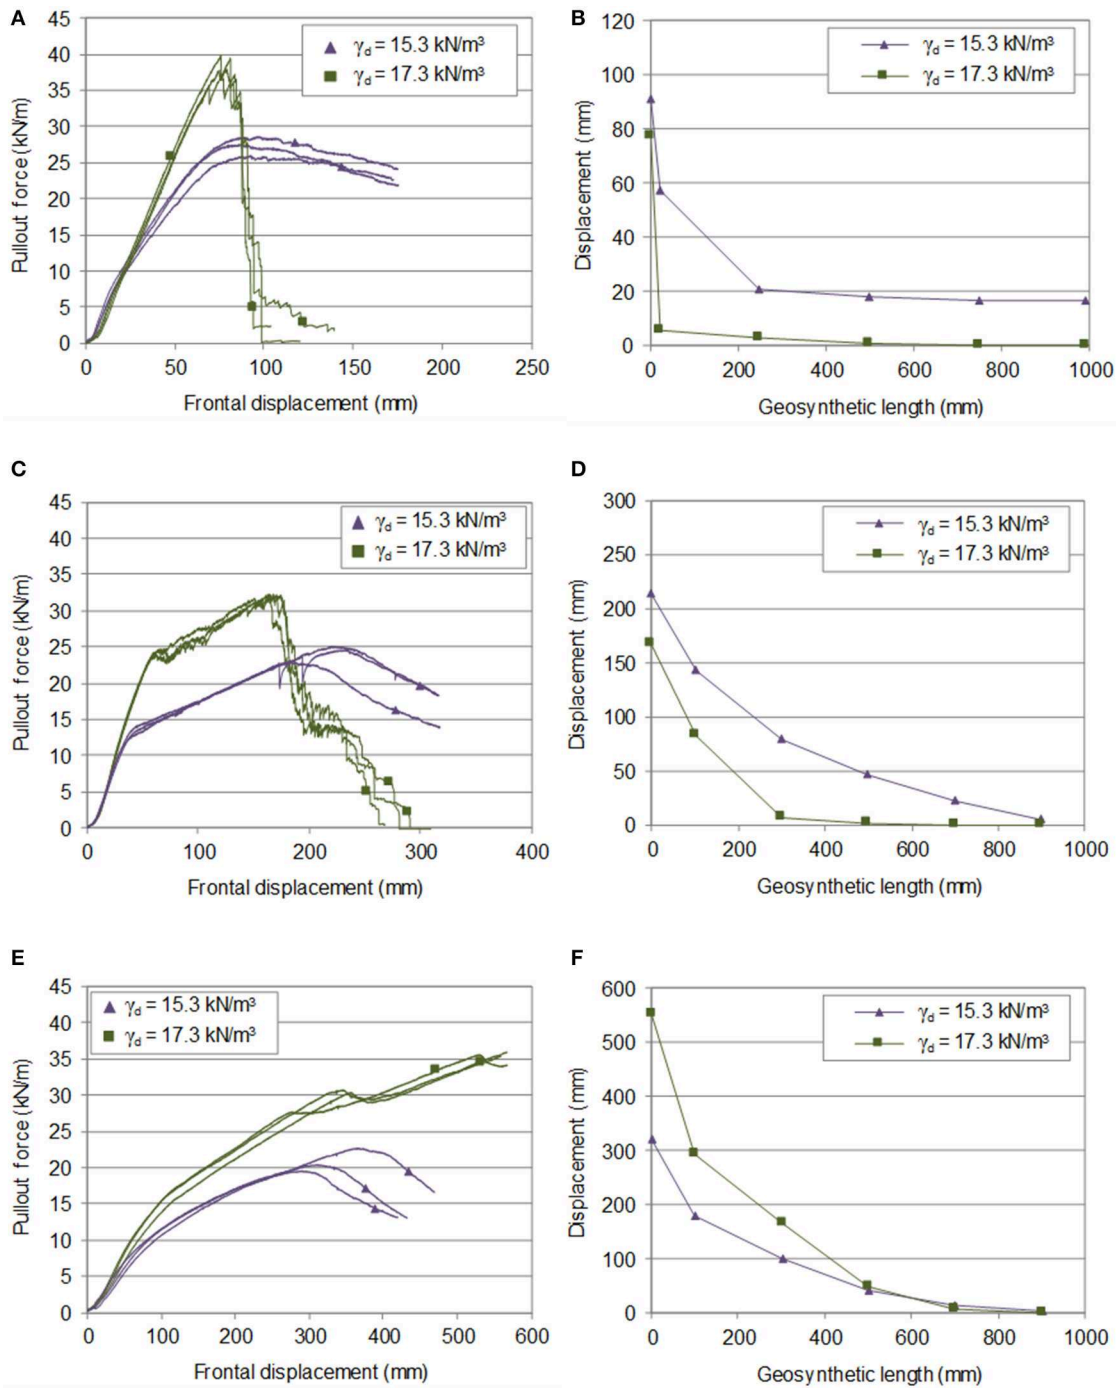 A
Pullout force (kN/m)
45
40
35
30
25
20
15
10
5
0
γd = 15.3 kN/m³
γd = 17.3 kN/m³
0 50 100 150 200 250
Frontal displacement (mm)
B
Displacement (mm)
120
100
80
60
40
20
0
γd = 15.3 kN/m³
γd = 17.3 kN/m³
0 200 400 600 800 1000
Geosynthetic length (mm)
C
Pullout force (kN/m)
45
40
35
30
25
20
15
10
5
0
γd = 15.3 kN/m³
γd = 17.3 kN/m³
0 100 200 300 400
Frontal displacement (mm)
D
Displacement (mm)
300
250
200
150
100
50
0
γd = 15.3 kN/m³
γd = 17.3 kN/m³
0 200 400 600 800 1000
Geosynthetic length (mm)
E
Pullout force (kN/m)
45
40
35
30
25
20
15
10
5
0
γd = 15.3 kN/m³
γd = 17.3 kN/m³
0 100 200 300 400 500 600
Frontal displacement (mm)
F
Displacement (mm)
600
500
400
300
200
100
0
γd = 15.3 kN/m³
γd = 17.3 kN/m³
0 200 400 600 800 1000
Geosynthetic length (mm)